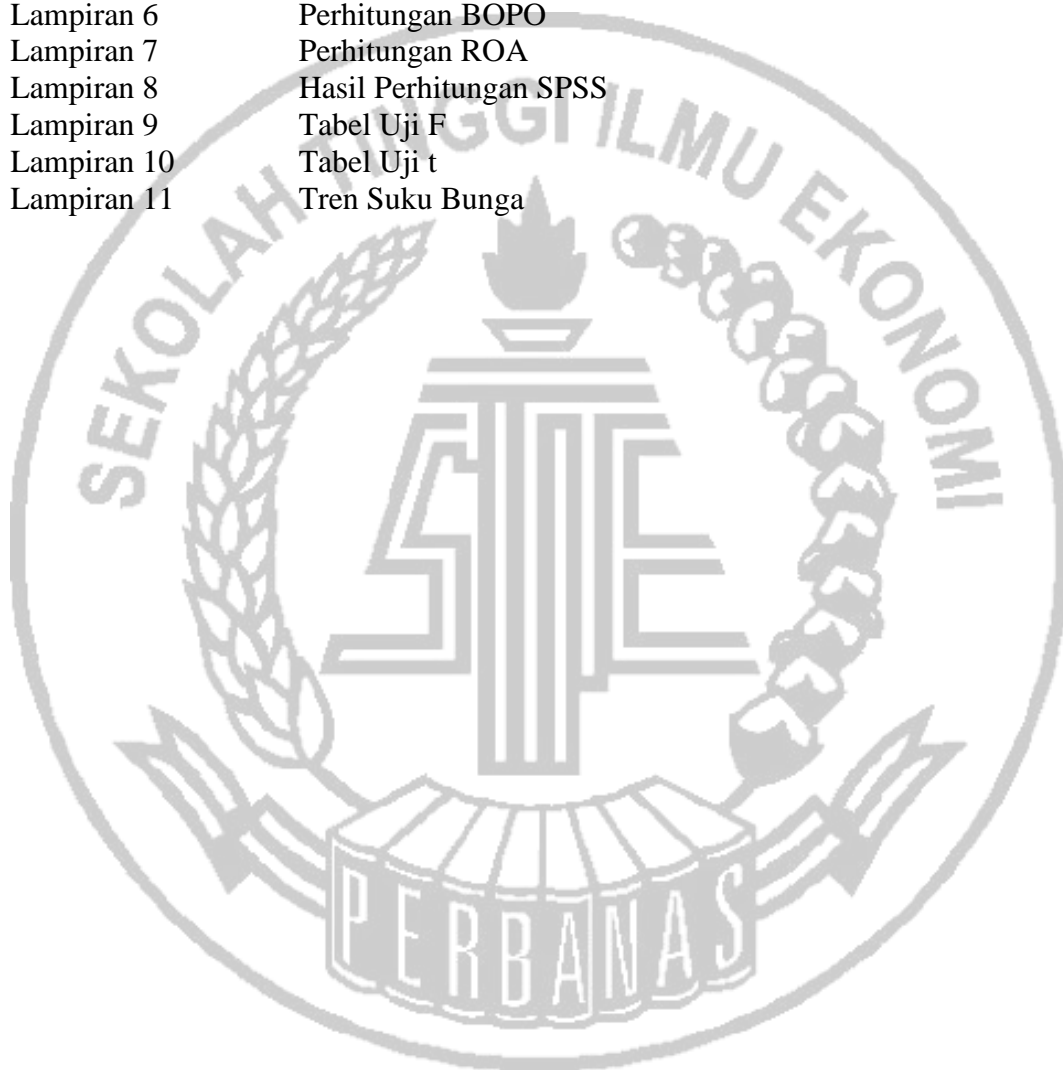 Lampiran 6 Perhitungan BOPO
Lampiran 7 Perhitungan ROA
Lampiran 8 Hasil Perhitungan SPSS
Lampiran 9 Tabel Uji F
Lampiran 10 Tabel Uji t
Lampiran 11 Tren Suku Bunga
SEKOLAH TINGGI ILMU EKONOMI
STIE
PERBANAS